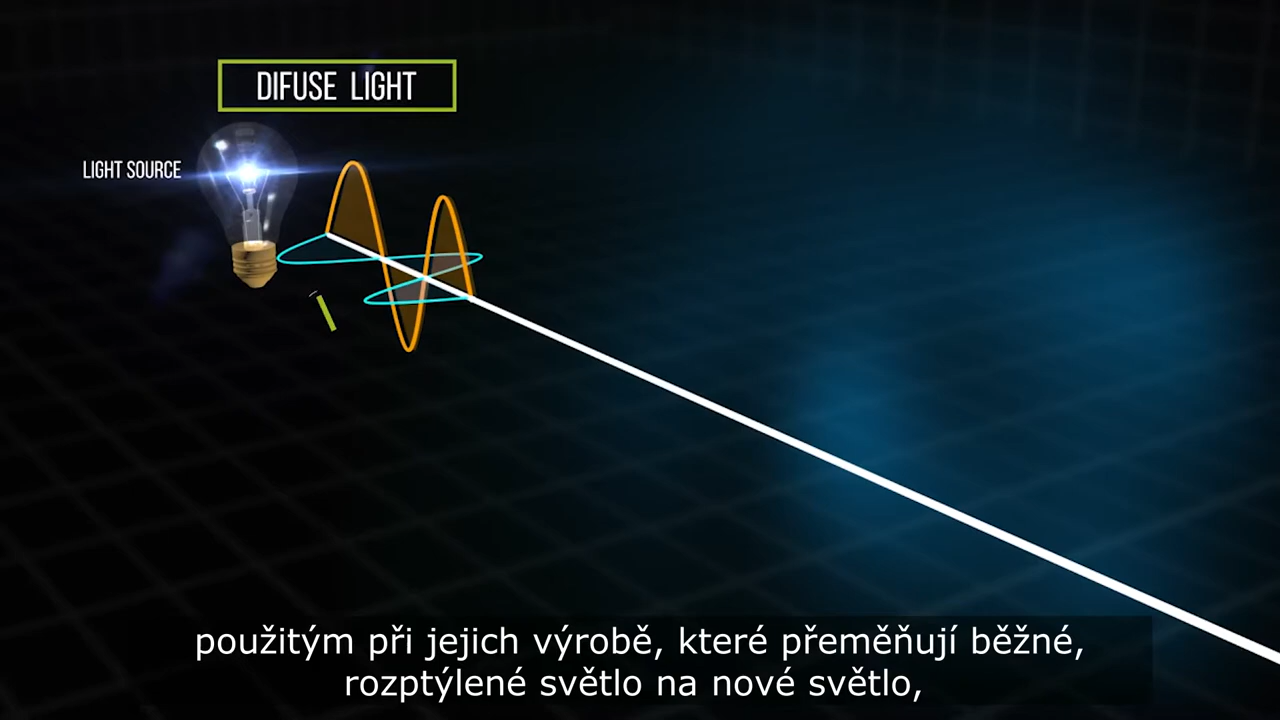 DIFUSE LIGHT
LIGHT SOURCE
použitým při jejich výrobě, které přeměňují běžné,
rozptýlené světlo na nové světlo,